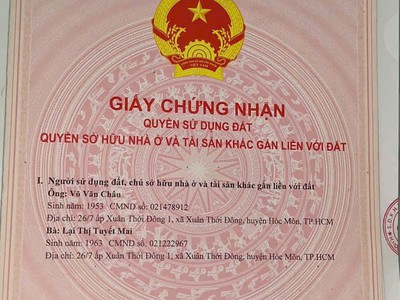 GIẤY CHỨNG NHẬN
QUYỀN SỬ DỤNG ĐẤT
QUYỀN SỞ HỮU NHÀ Ở VÀ TÀI SẢN KHÁC GẮN LIỀN VỚI ĐẤT
I. Người sử dụng đất, chủ sở hữu nhà ở và tài sản khác gắn liền với đất
Ông: Võ Văn Châu
Sinh năm: 1953 CMND số: 021478912
Địa chỉ: 26/7 ấp Xuân Thới Đông 1, xã Xuân Thới Đông, huyện Hóc Môn, TP.HCM
Bà: Lại Thị Tuyết Mai
Sinh năm: 1963 CMND số: 021222967
Địa chỉ: 26/7 ấp Xuân Thới Đông 1, xã Xuân Thới Đông, huyện Hóc Môn, TP.HCM